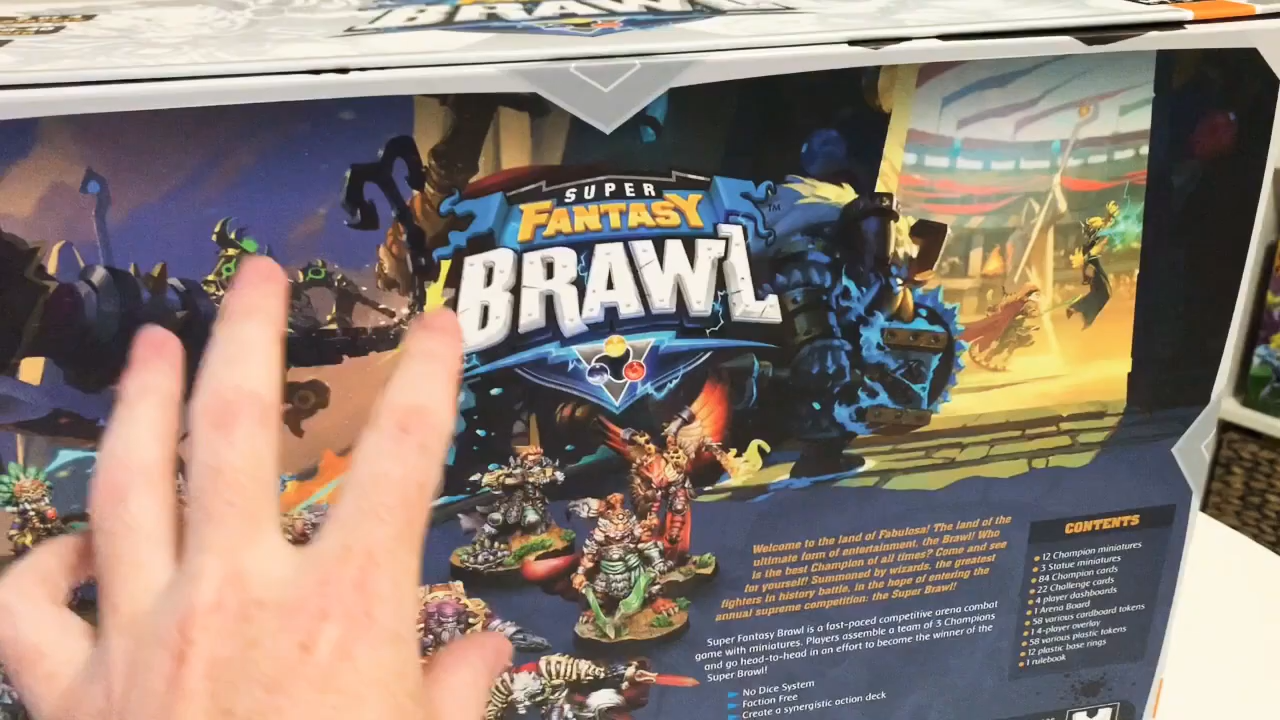 BRAWL
SUPER
FANTASY™
BRAWL
Welcome to the land of Fabulosa! The land of the
ultimate form of entertainment, the Brawl! Who
is the best Champion of all times? Come and see
for yourself! Summoned by wizards, the greatest
fighters in history battle, in the hope of entering the
annual supreme competition: the Super Brawl!
Super Fantasy Brawl is a fast-paced competitive arena combat
game with miniatures. Players assemble a team of 3 Champions
and go head-to-head in an effort to become the winner of the
Super Brawl!
No Dice System
Faction Free
Create a synergistic action deck
CONTENTS
• 12 Champion miniatures
• 3 Statue miniatures
• 84 Champion cards
• 22 Challenge cards
• 4 player dashboards
• 1 Arena Board
• 58 various cardboard tokens
• 1 4-player overlay
• 58 various plastic tokens
• 12 plastic base rings
• 1 rulebook